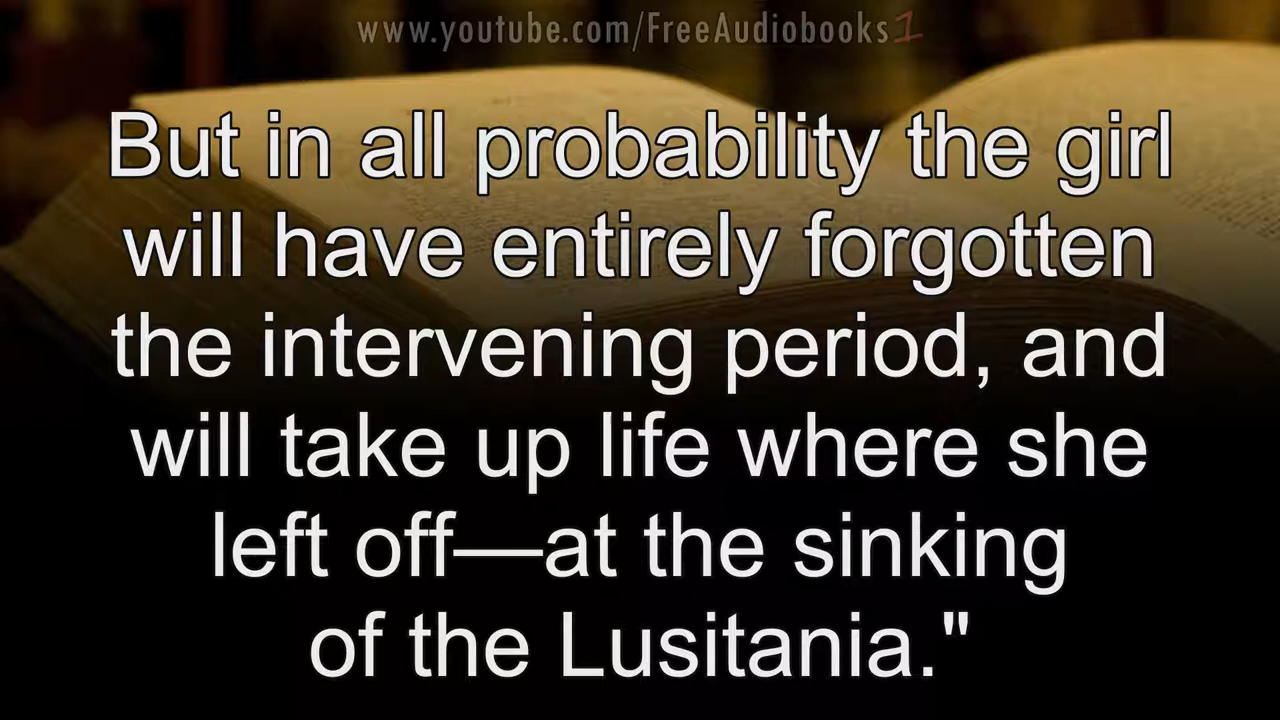 www.youtube.com/FreeAudiobooks1
But in all probability the girl
will have entirely forgotten
the intervening period, and
will take up life where she
left off—at the sinking
of the Lusitania."